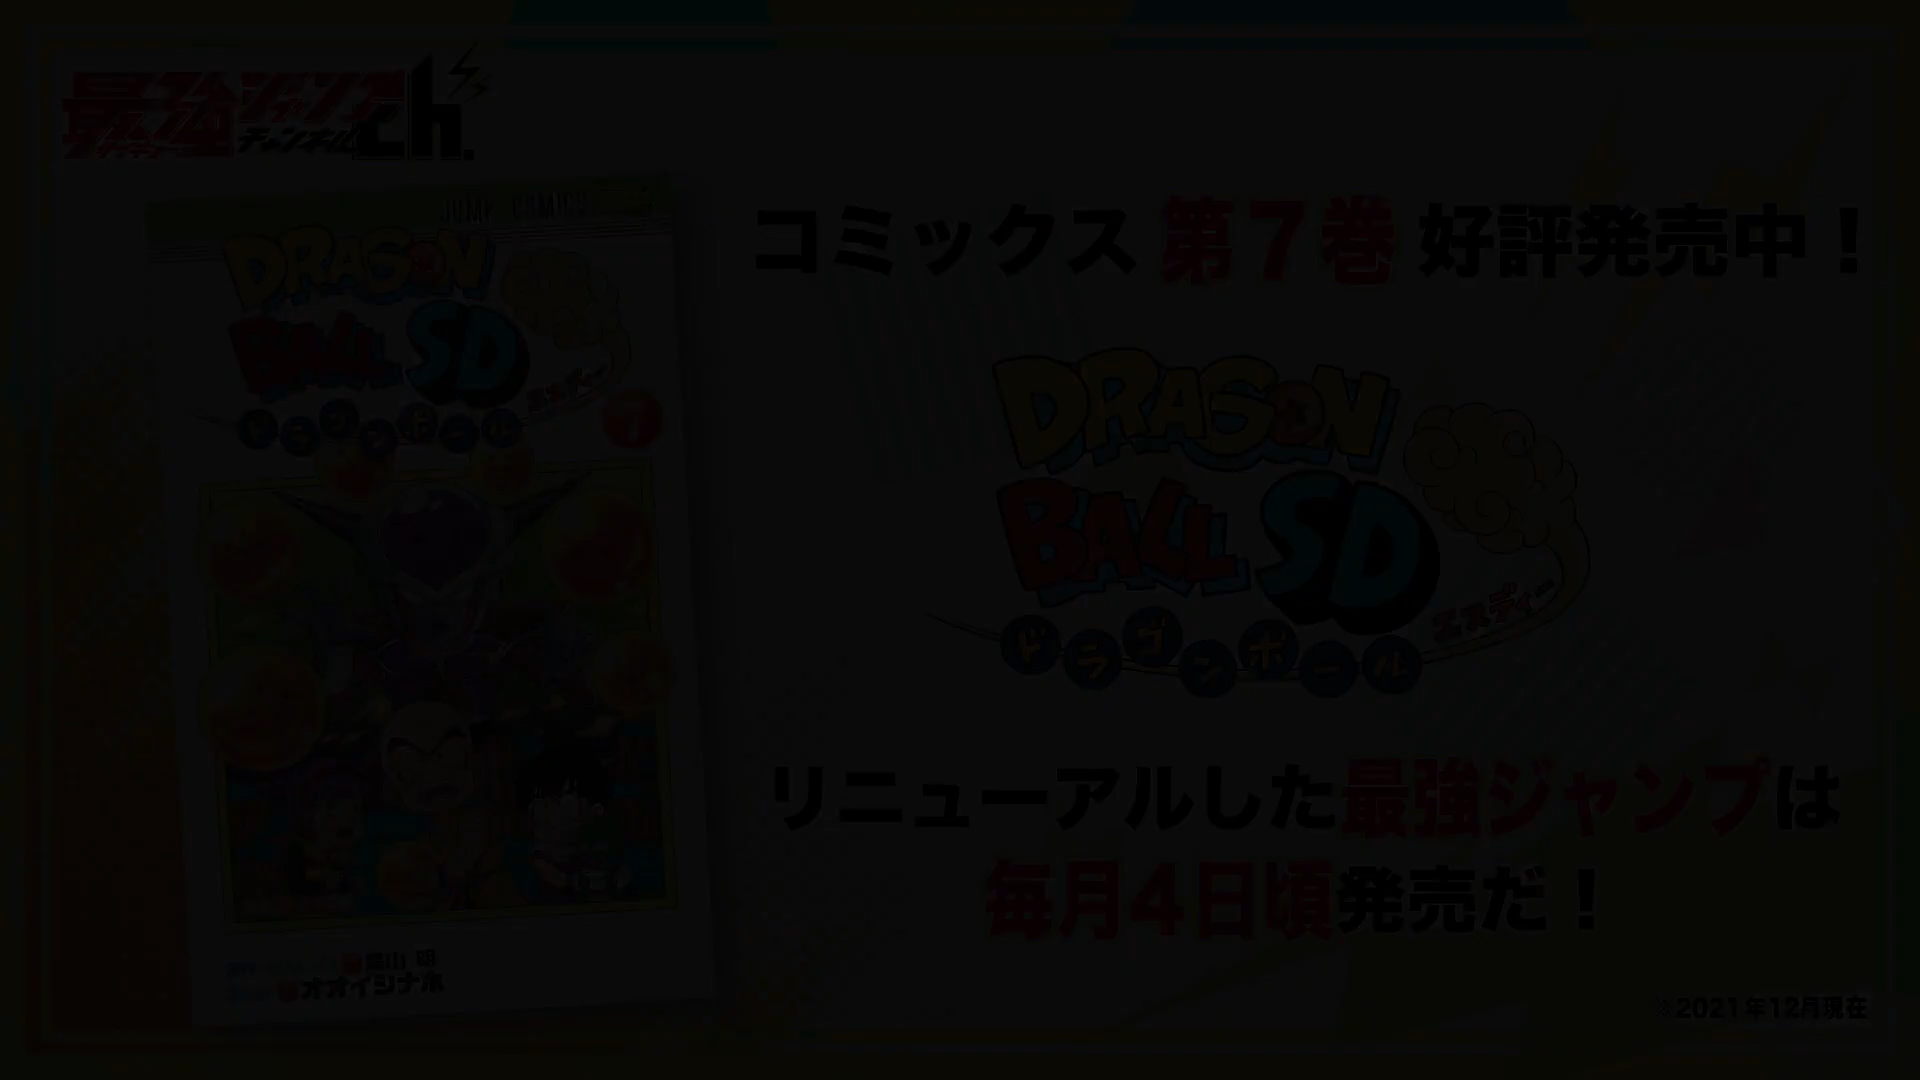 最強ジャンプ
チャンネル
ch.
JUMP COMICS
DRAGON
BALL SD
エスディー
ドラゴンボール
7
鳥山 明
オオイシナホ
コミックス 第7巻 好評発売中！
DRAGON
BALL SD
エスディー
ドラゴンボール
リニューアルした最強ジャンプは
毎月4日頃発売だ！
※2021年12月現在